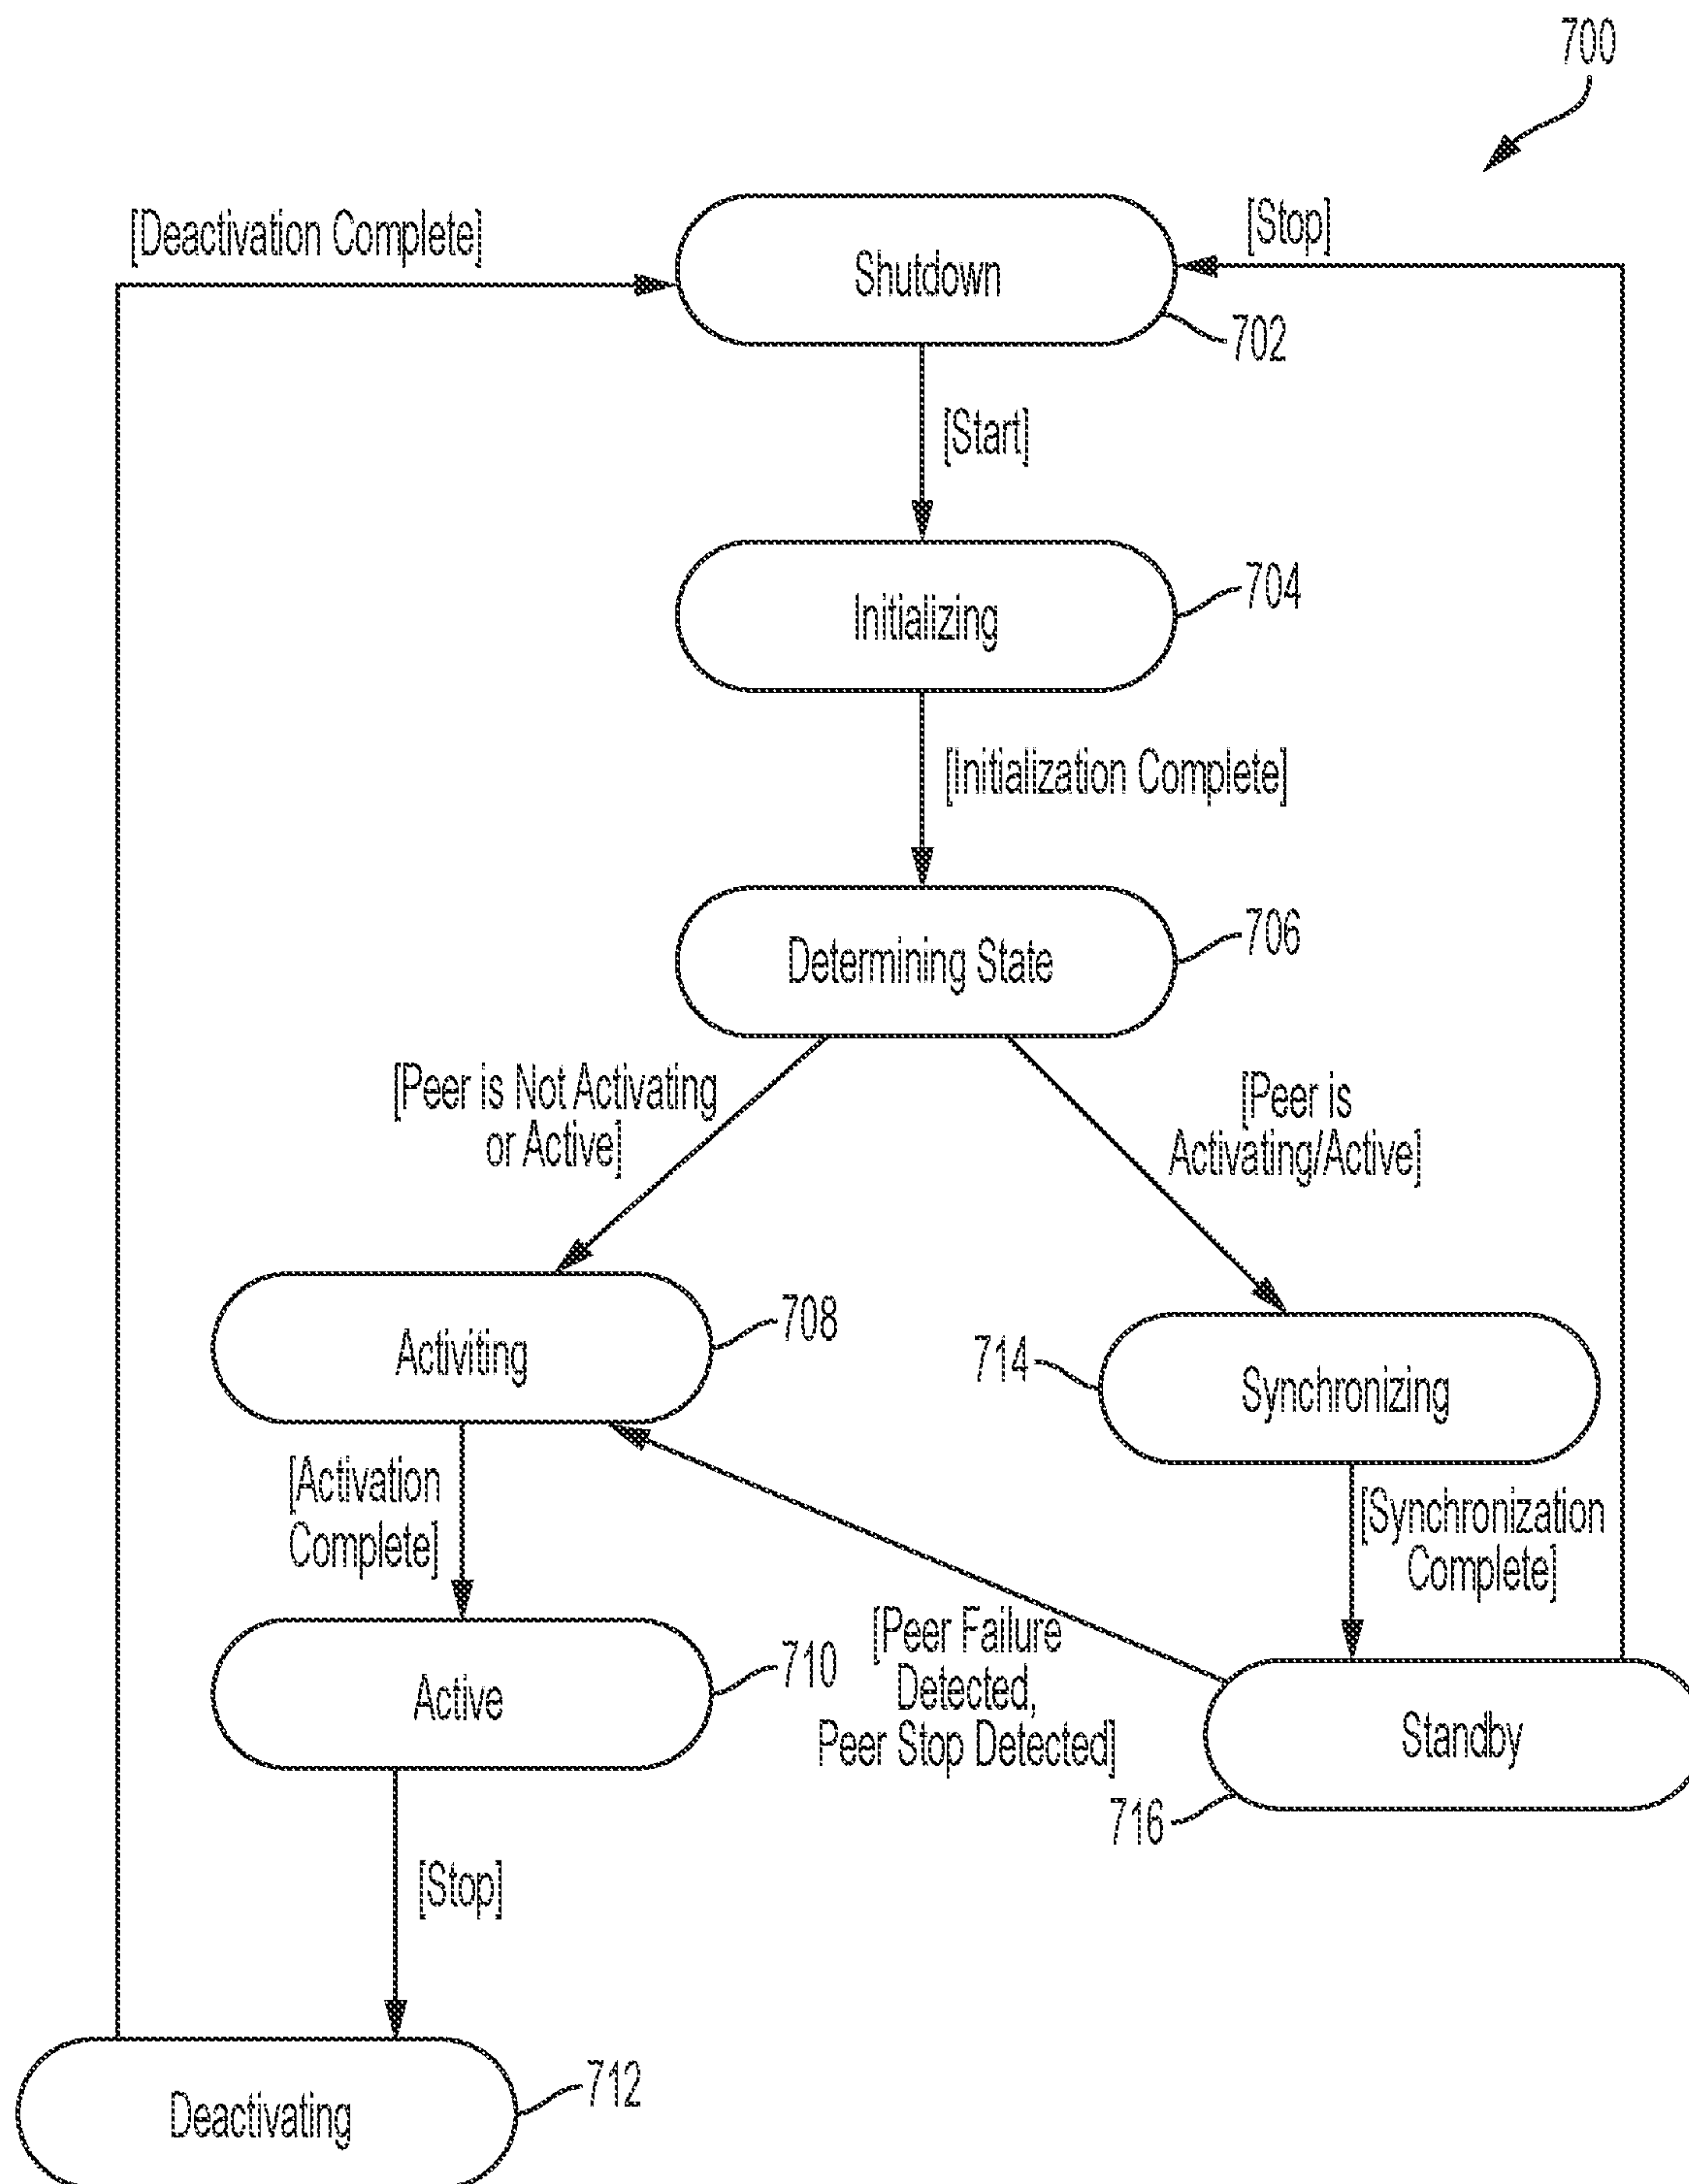 700
[Deactivation Complete]
[Stop]
Shutdown
702
[Start]
Initializing
704
[Initialization Complete]
Determining State
706
[Peer is Not Activating
or Active]
[Peer is
Activating/Active]
Activiting
708
714
Synchronizing
[Activation
Complete]
[Synchronization
Complete]
[Peer Failure
Detected,
Peer Stop Detected]
Active
710
Standby
716
[Stop]
Deactivating
712